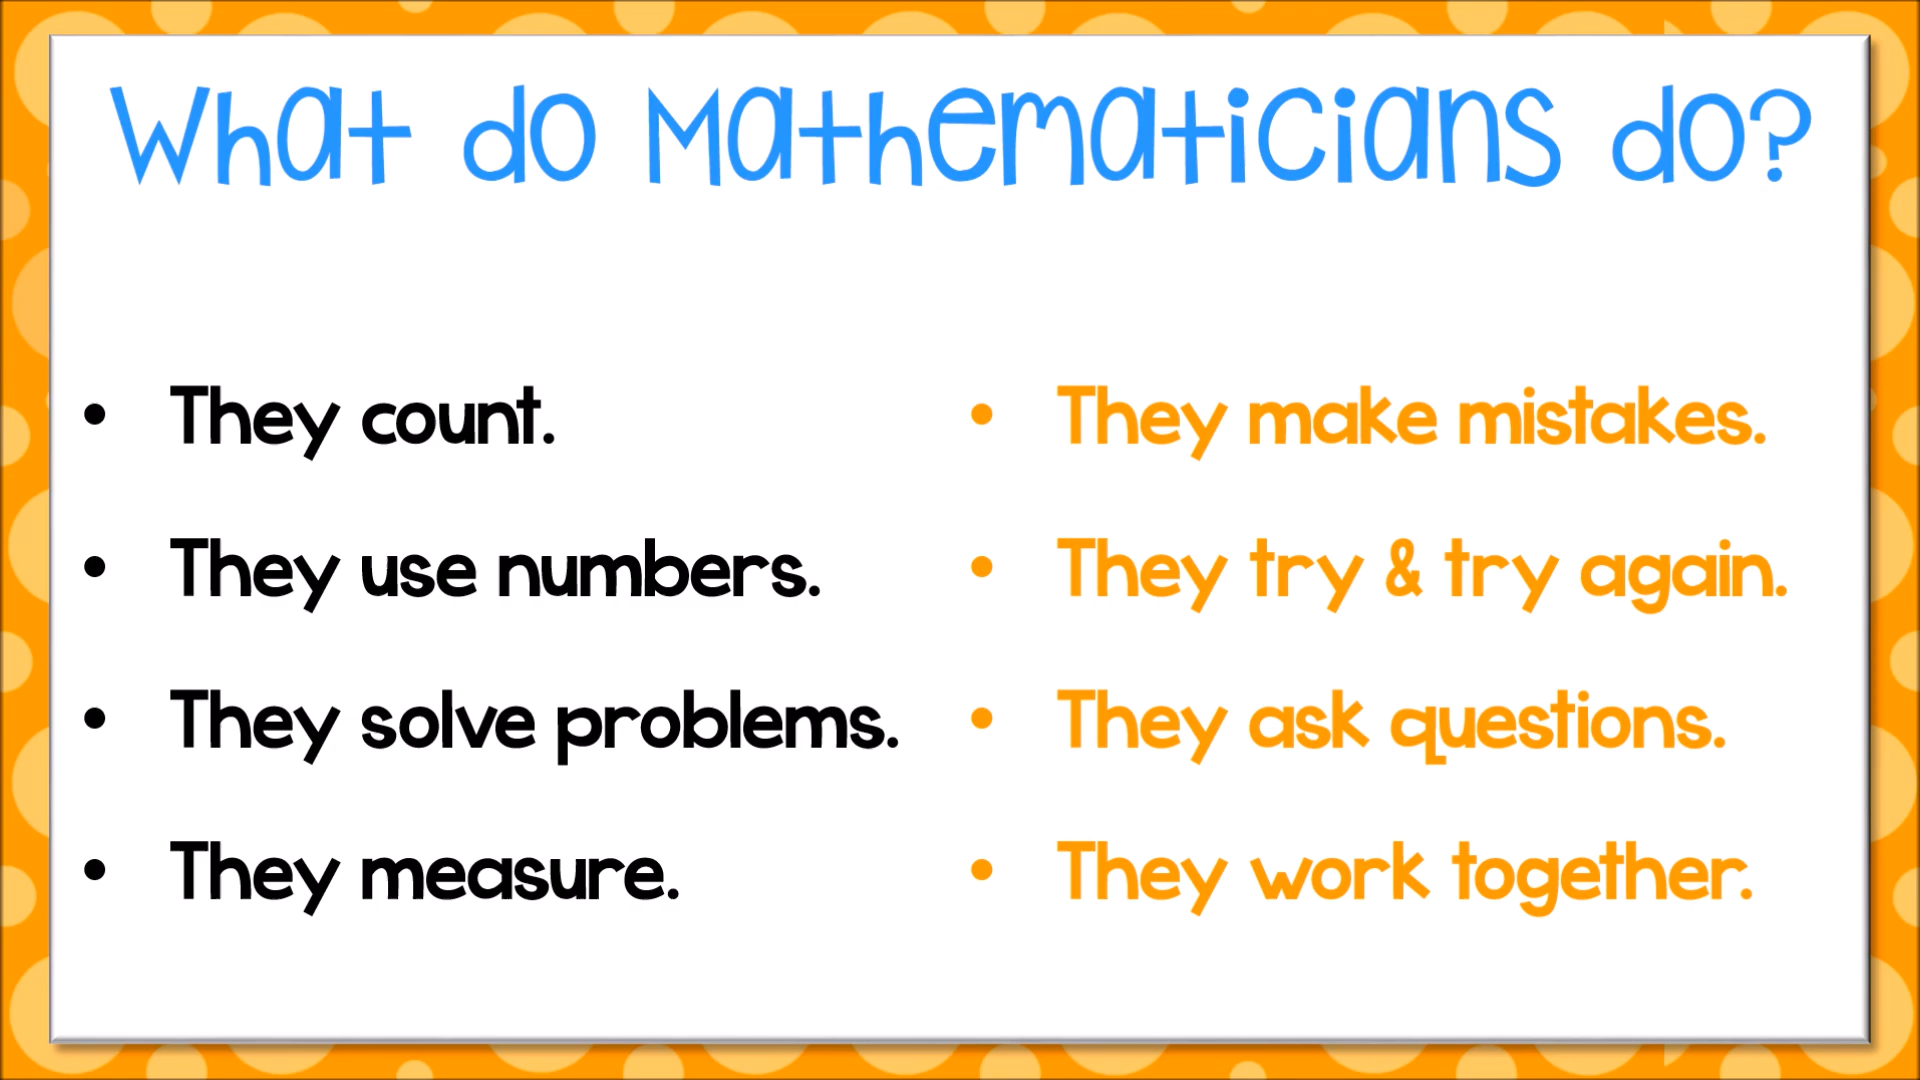 What do Mathematicians do?
They count.
They use numbers.
They solve problems.
They measure.
They make mistakes.
They try & try again.
They ask questions.
They work together.